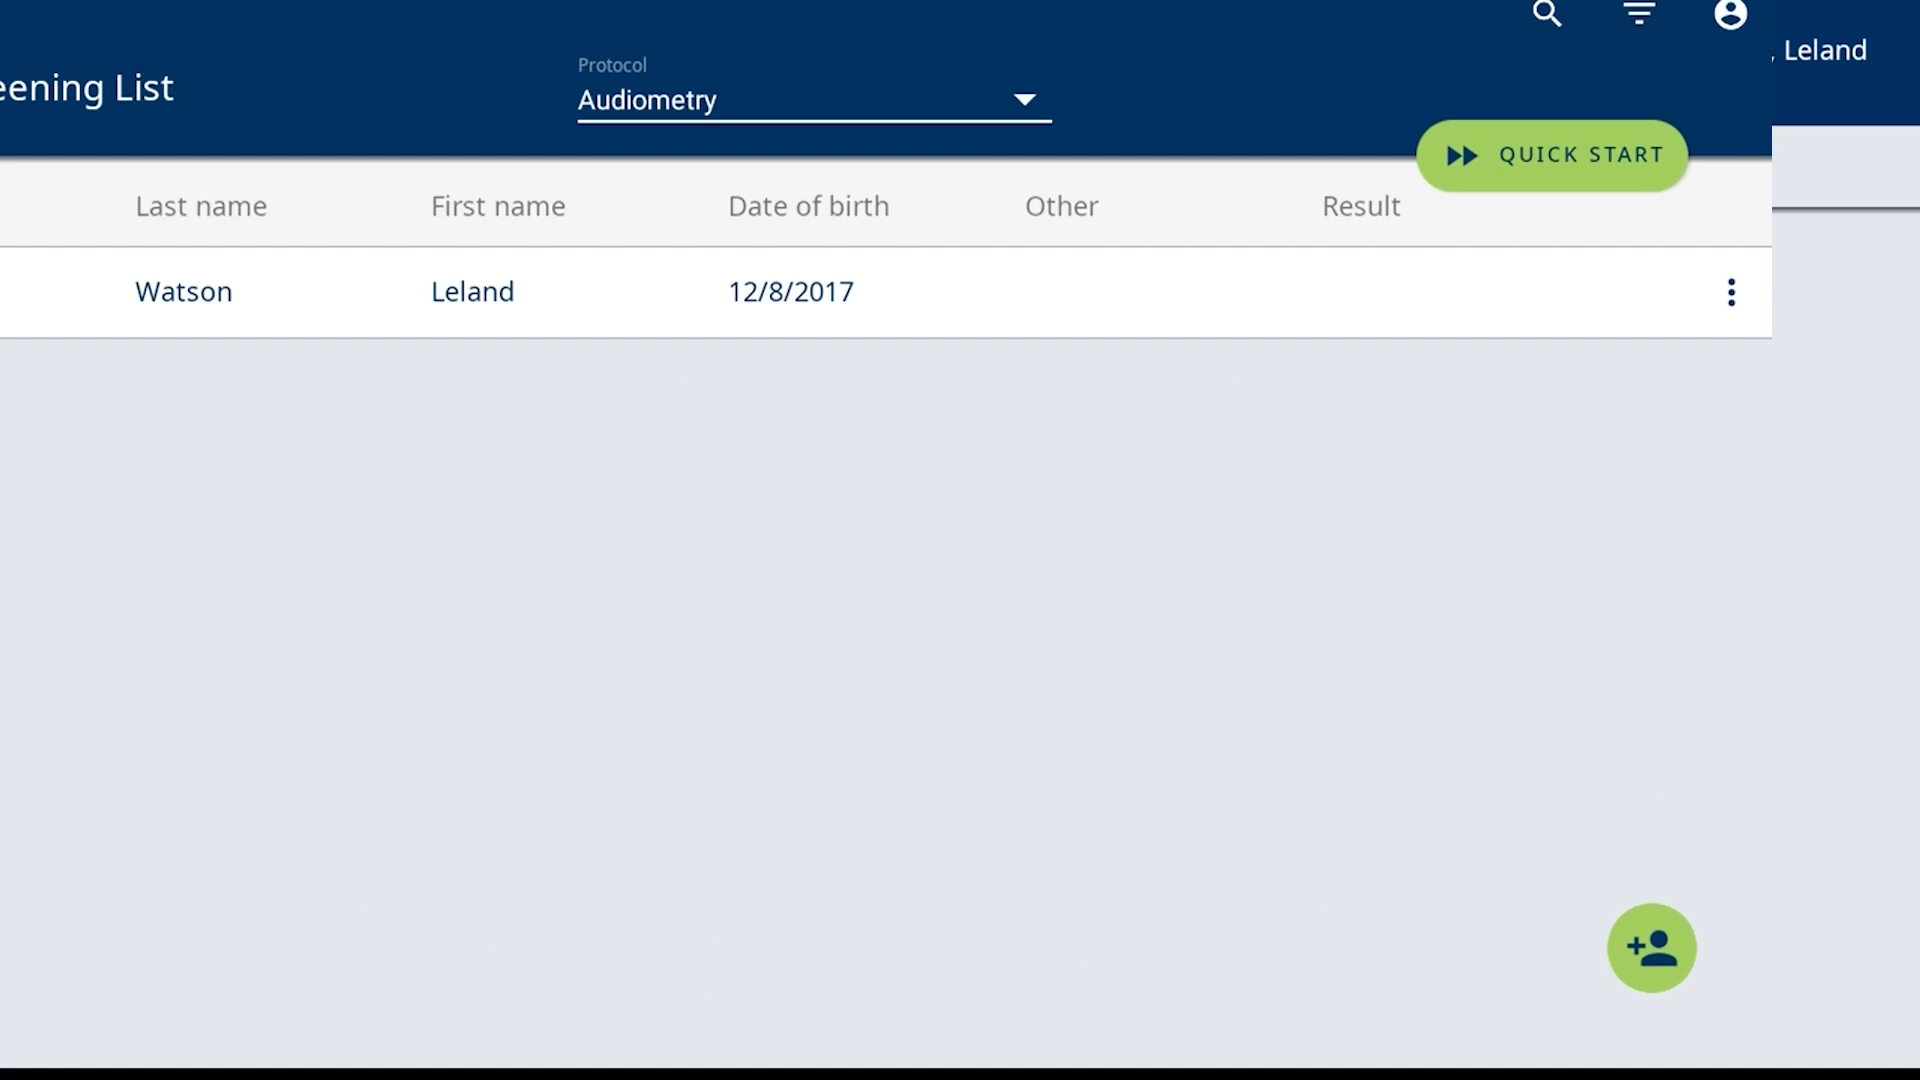 , Leland
eening List
Protocol
Audiometry
QUICK START
Last name First name Date of birth Other Result
Watson Leland 12/8/2017